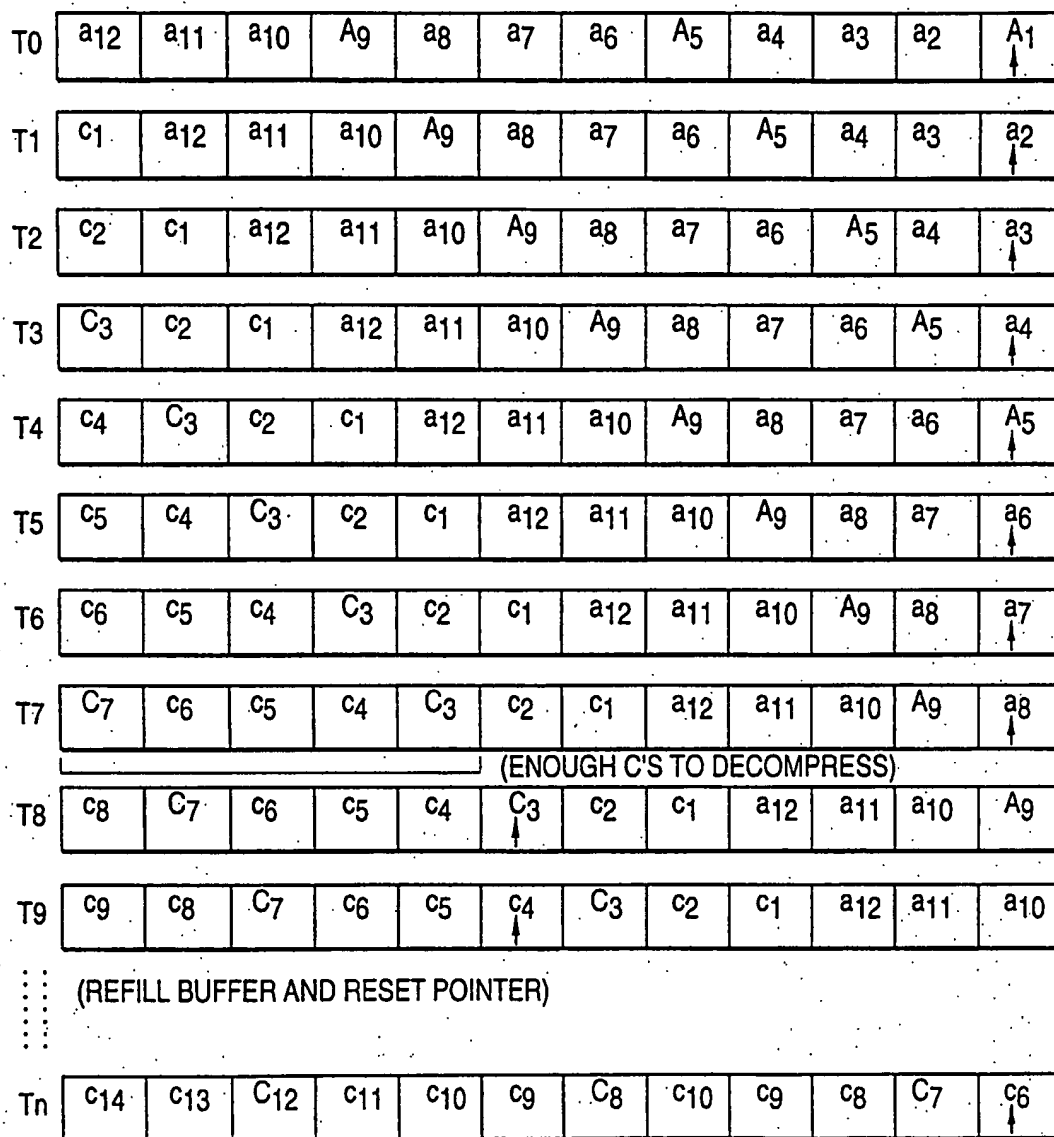 T0 a12 a11 a10 A9 a8 a7 a6 A5 a4 a3 a2 A1
T1 c1 a12 a11 a10 A9 a8 a7 a6 A5 a4 a3 a2
T2 c2 c1 a12 a11 a10 A9 a8 a7 a6 A5 a4 a3
T3 C3 c2 c1 a12 a11 a10 A9 a8 a7 a6 A5 a4
T4 c4 C3 c2 c1 a12 a11 a10 A9 a8 a7 a6 A5
T5 c5 c4 C3 c2 c1 a12 a11 a10 A9 a8 a7 a6
T6 c6 c5 c4 C3 c2 c1 a12 a11 a10 A9 a8 a7
T7 C7 c6 c5 c4 C3 c2 c1 a12 a11 a10 A9 a8
(ENOUGH C'S TO DECOMPRESS)
T8 c8 C7 c6 c5 c4 C3 c2 c1 a12 a11 a10 A9
T9 c9 c8 C7 c6 c5 c4 C3 c2 c1 a12 a11 a10
(REFILL BUFFER AND RESET POINTER)
Tn c14 c13 C12 c11 c10 c9 C8 c10 c9 c8 C7 c6